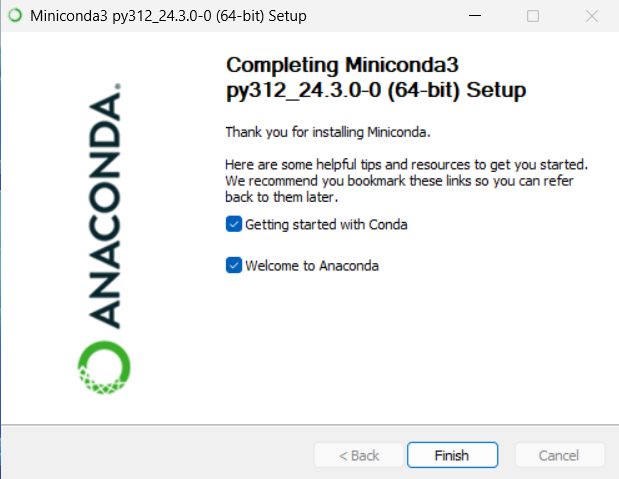 Miniconda3 py312_24.3.0-0 (64-bit) Setup
ANACONDA.
Completing Miniconda3
py312_24.3.0-0 (64-bit) Setup
Thank you for installing Miniconda.
Here are some helpful tips and resources to get you started.
We recommend you bookmark these links so you can refer
back to them later.
Getting started with Conda
Welcome to Anaconda
< Back
Finish
Cancel